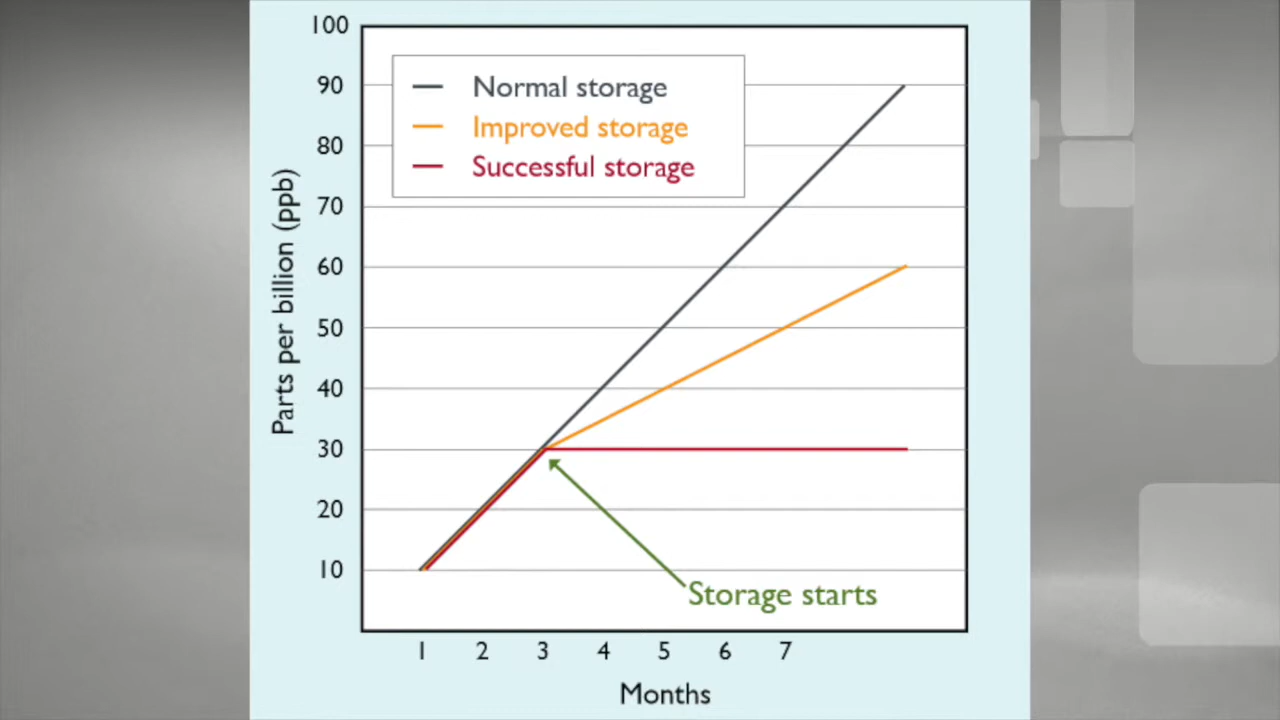 100
90
80
70
60
50
40
30
20
10
Parts per billion (ppb)
Normal storage
Improved storage
Successful storage
Storage starts
1 2 3 4 5 6 7
Months